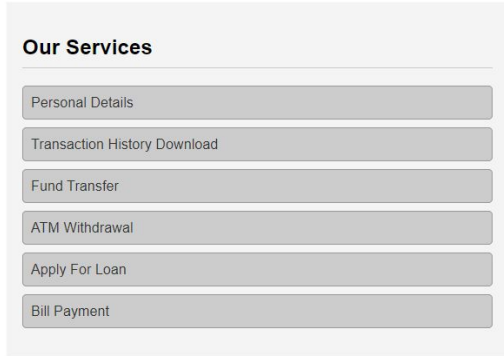 Our Services
Personal Details
Transaction History Download
Fund Transfer
ATM Withdrawal
Apply For Loan
Bill Payment